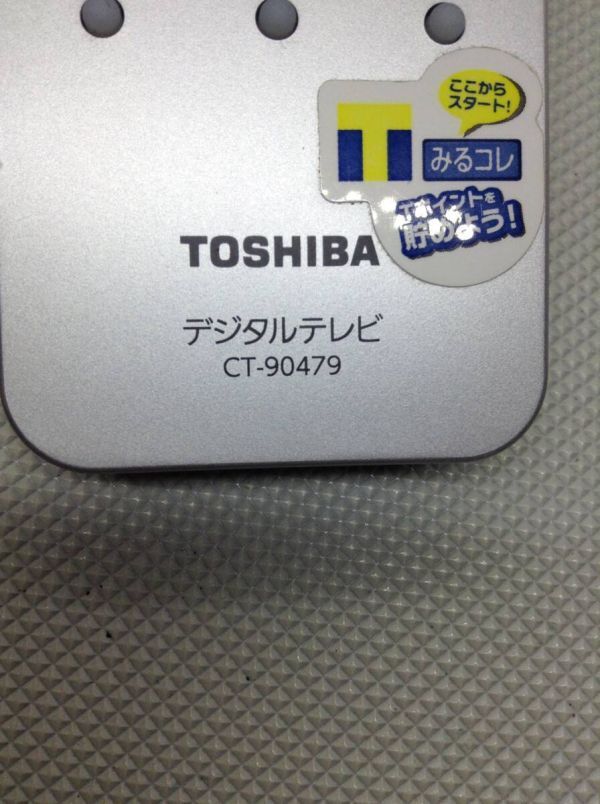 ここから
スタート!
T
みるコレ
Tポイントを
貯めよう!
TOSHIBA
デジタルテレビ
CT-90479